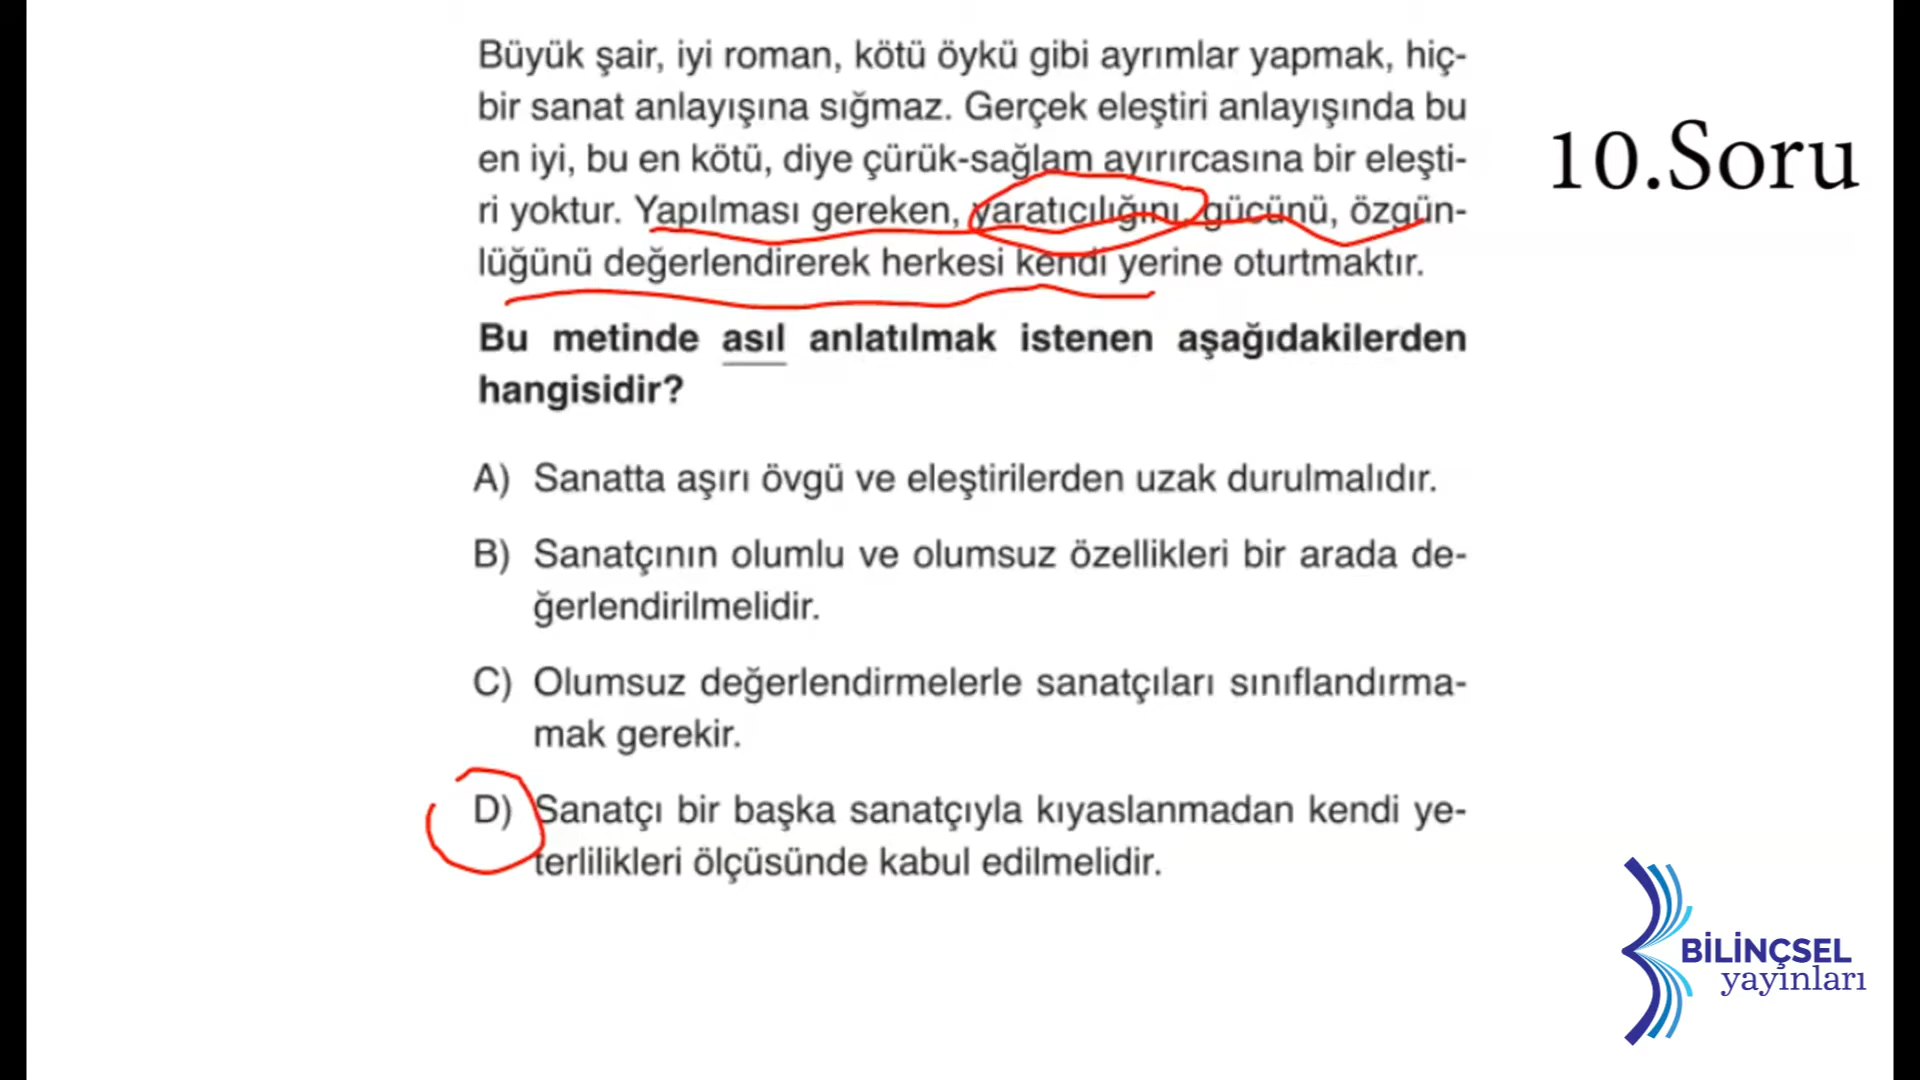 Büyük şair, iyi roman, kötü öykü gibi ayrımlar yapmak, hiç-
bir sanat anlayışına sığmaz. Gerçek eleştiri anlayışında bu
en iyi, bu en kötü, diye çürük-sağlam ayırırcasına bir eleşti-
ri yoktur. Yapılması gereken, yaratıcılığını, gücünü, özgün-
lüğünü değerlendirerek herkesi kendi yerine oturtmaktır.
10.Soru
Bu metinde asıl anlatılmak istenen aşağıdakilerden
hangisidir?
A) Sanatta aşırı övgü ve eleştirilerden uzak durulmalıdır.
B) Sanatçının olumlu ve olumsuz özellikleri bir arada de-
ğerlendirilmelidir.
C) Olumsuz değerlendirmelerle sanatçıları sınıflandırma-
mak gerekir.
D) Sanatçı bir başka sanatçıyla kıyaslanmadan kendi ye-
terlilikleri ölçüsünde kabul edilmelidir.
BİLİNÇSEL
yayınları